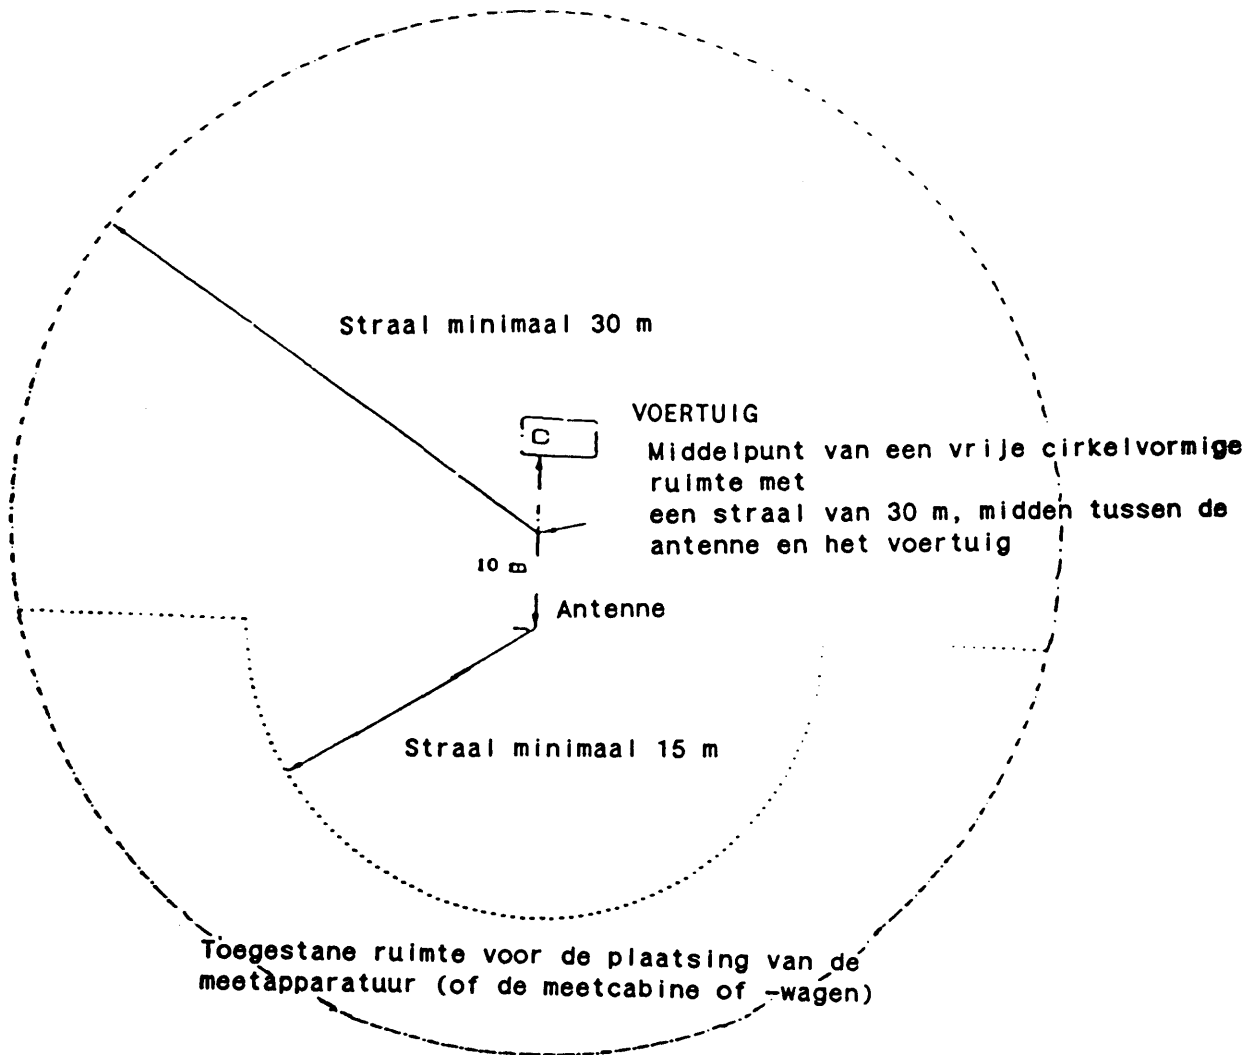 Straal minimaal 30 m
VOERTUIG
C
Middelpunt van een vrije cirkelvormige
ruimte met
een straal van 30 m, midden tussen de
antenne en het voertuig
10 m
Antenne
Straal minimaal 15 m
Toegestane ruimte voor de plaatsing van de
meetapparatuur (of de meetcabine of -wagen)